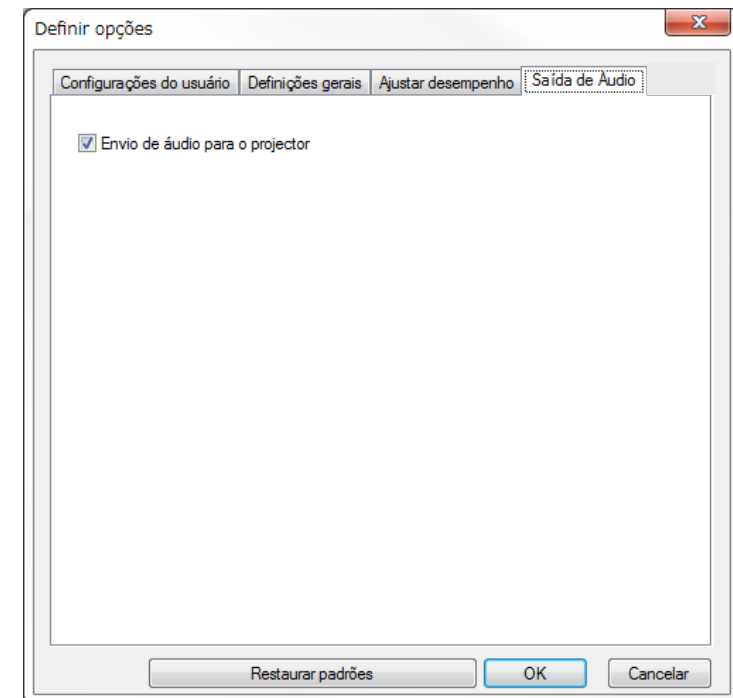 Definir opções
Configurações do usuário Definições gerais Ajustar desempenho Saída de Áudio
Envio de áudio para o projector
Restaurar padrões OK Cancelar